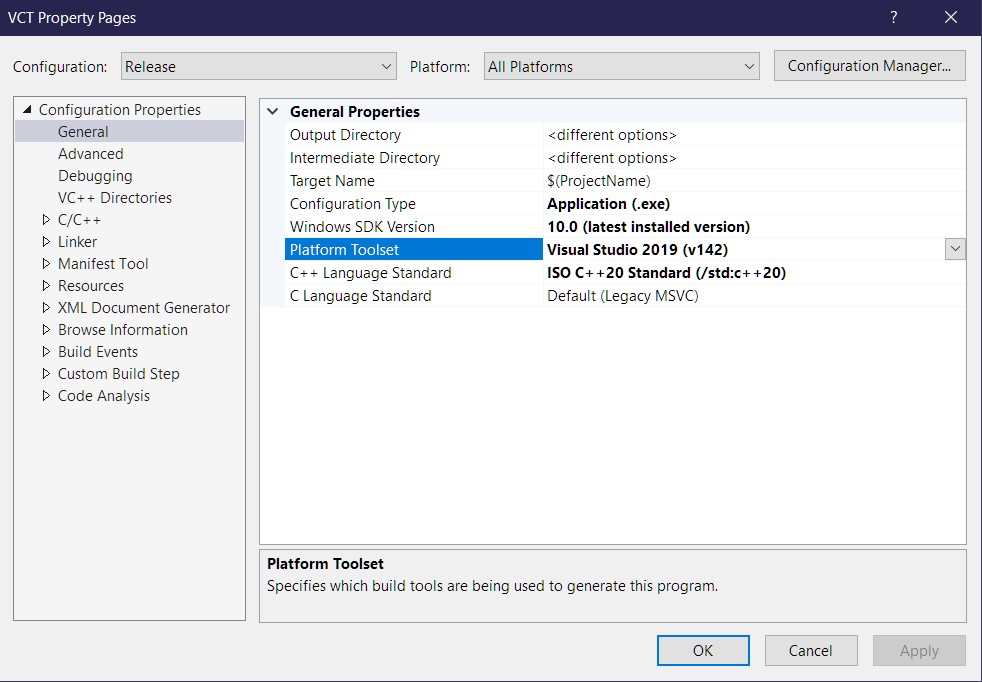 VCT Property Pages ?
Configuration: Release Platform: All Platforms Configuration Manager...
Configuration Properties
General
Advanced
Debugging
VC++ Directories
C/C++
Linker
Manifest Tool
Resources
XML Document Generator
Browse Information
Build Events
Custom Build Step
Code Analysis
General Properties
Output Directory <different options>
Intermediate Directory <different options>
Target Name $(ProjectName)
Configuration Type Application (.exe)
Windows SDK Version 10.0 (latest installed version)
Platform Toolset Visual Studio 2019 (v142)
C++ Language Standard ISO C++20 Standard (/std:c++20)
C Language Standard Default (Legacy MSVC)
Platform Toolset
Specifies which build tools are being used to generate this program.
OK Cancel Apply